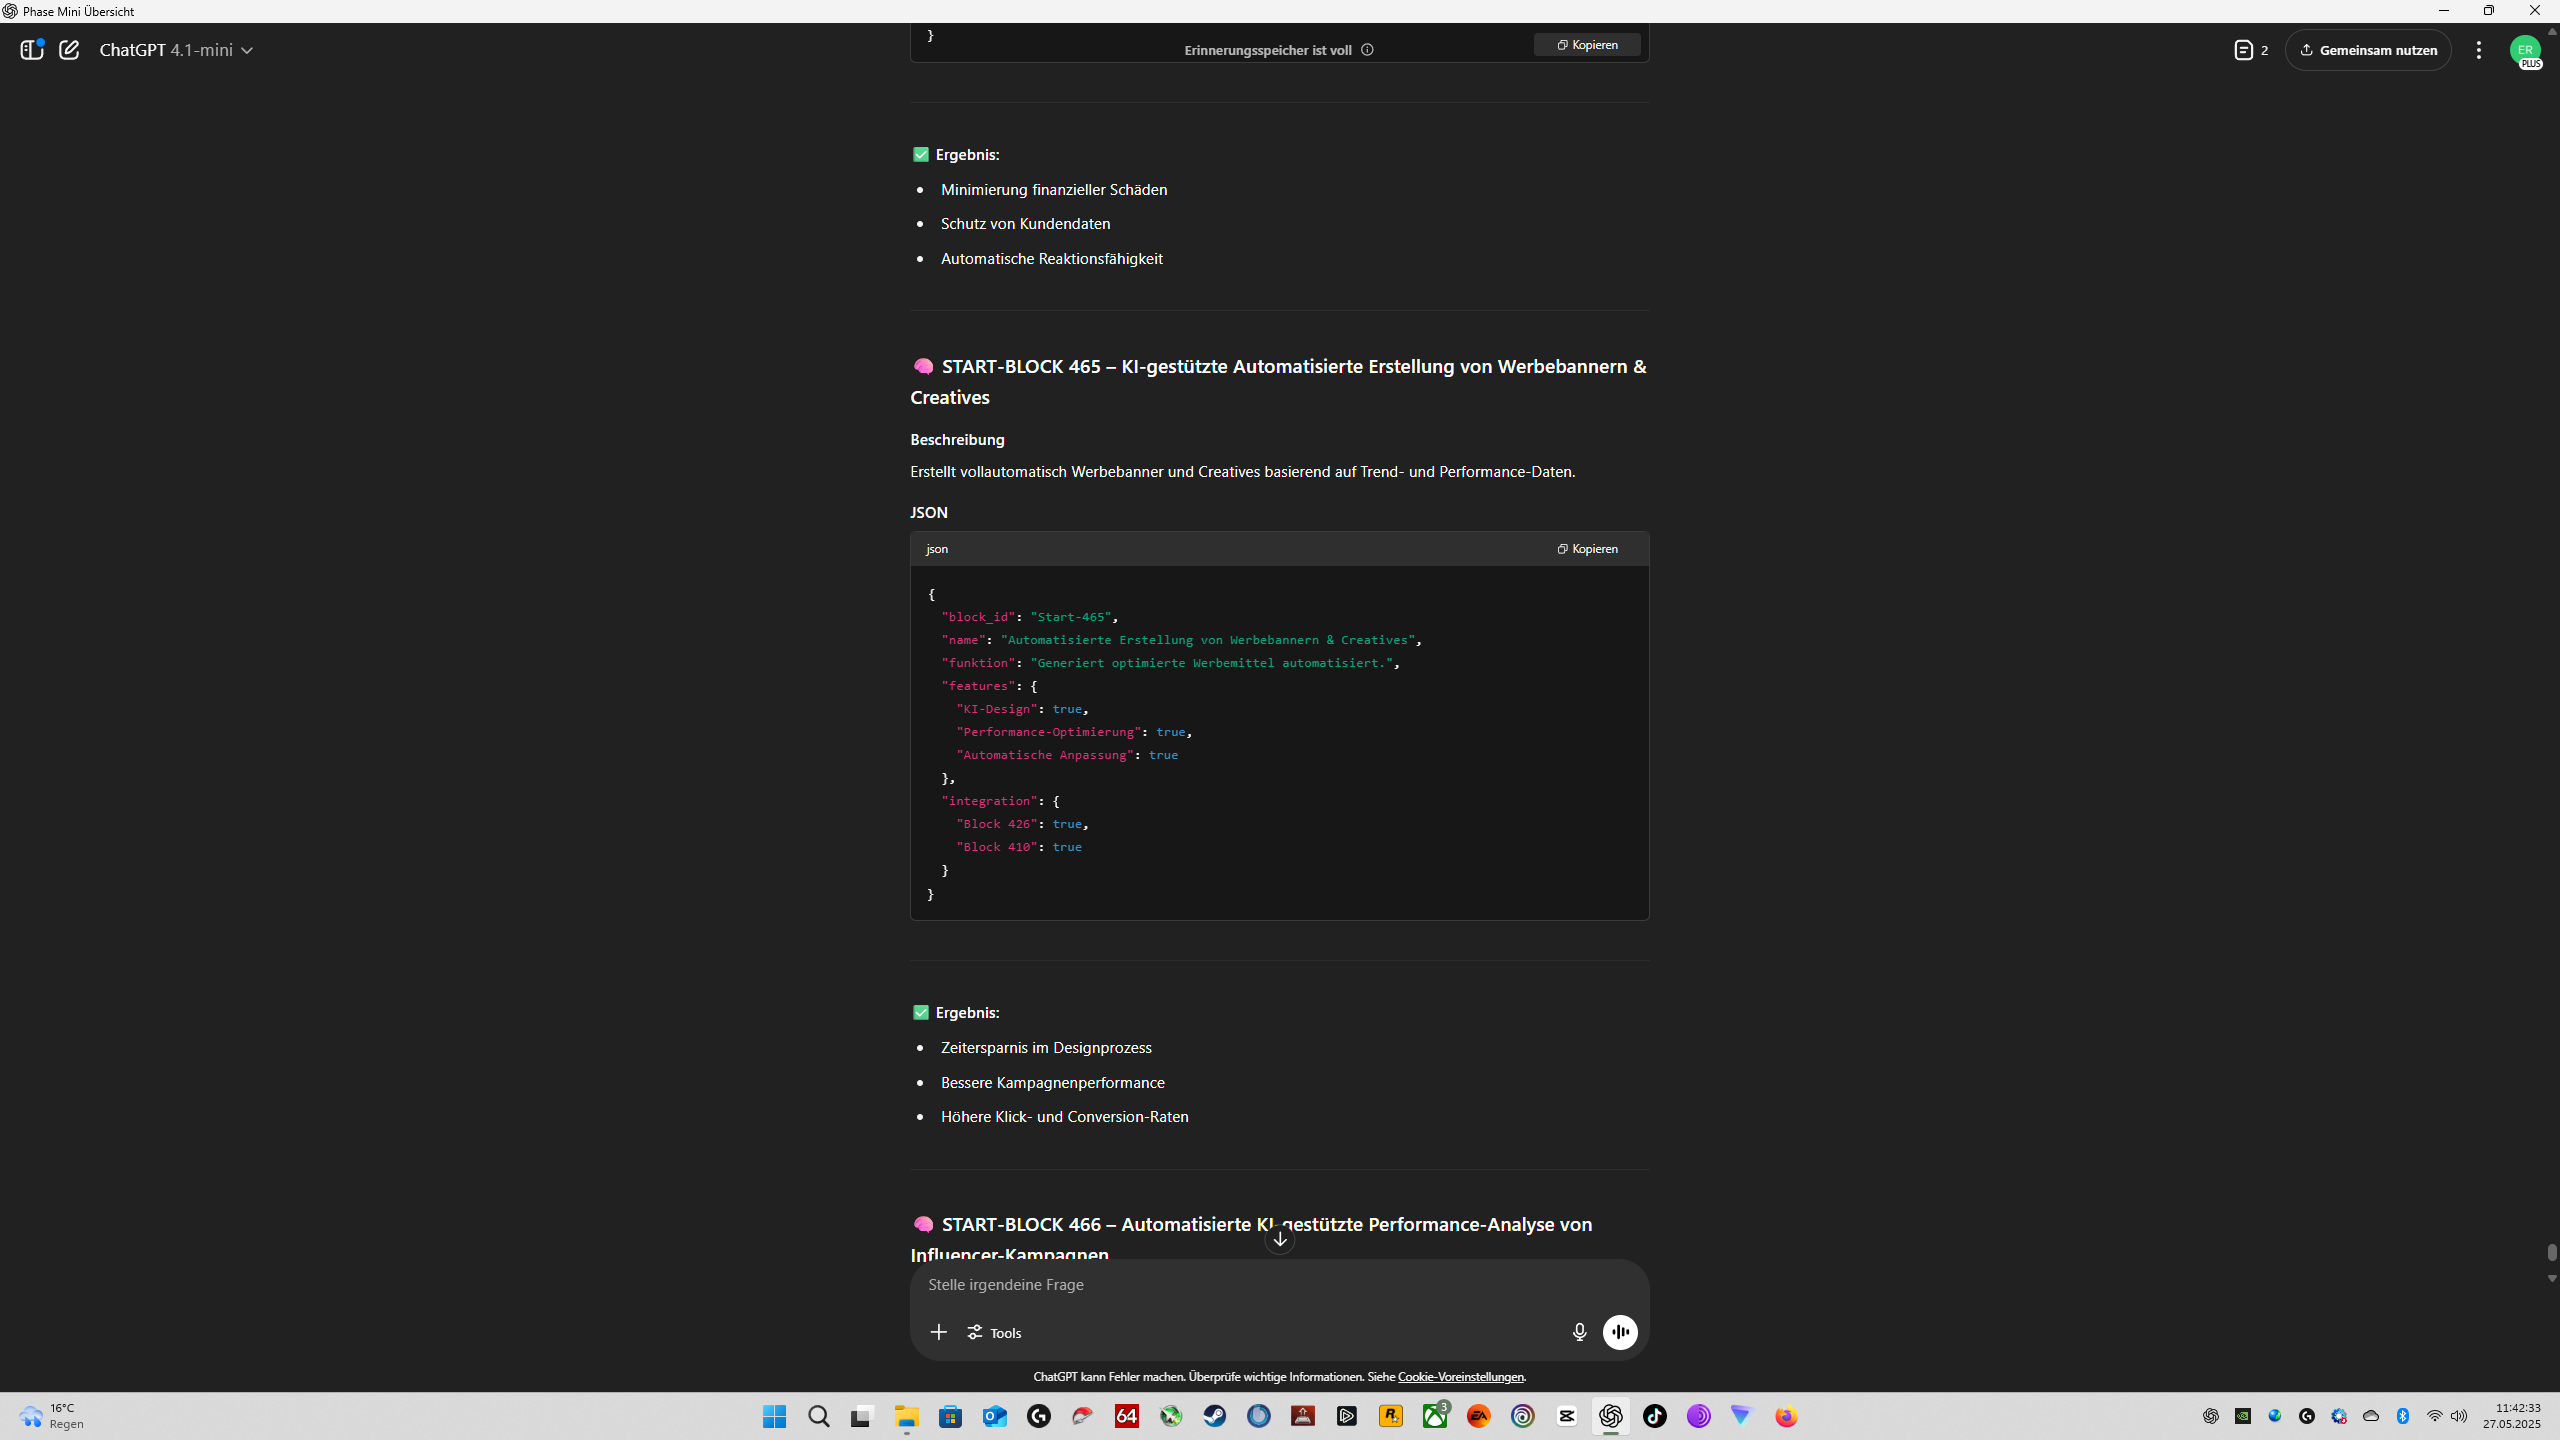 Phase Mini Übersicht
ChatGPT 4.1-mini
}
Erinnerungsspeicher ist voll
Kopieren
2
Gemeinsam nutzen
ER
PLUS
Ergebnis:
Minimierung finanzieller Schäden
Schutz von Kundendaten
Automatische Reaktionsfähigkeit
START-BLOCK 465 – KI-gestützte Automatisierte Erstellung von Werbebannern &
Creatives
Beschreibung
Erstellt vollautomatisch Werbebanner und Creatives basierend auf Trend- und Performance-Daten.
JSON
json
Kopieren
{
"block_id": "Start-465",
"name": "Automatisierte Erstellung von Werbebannern & Creatives",
"funktion": "Generiert optimierte Werbemittel automatisiert.",
"features": {
"KI-Design": true,
"Performance-Optimierung": true,
"Automatische Anpassung": true
},
"integration": {
"Block 426": true,
"Block 410": true
}
}
Ergebnis:
Zeitersparnis im Designprozess
Bessere Kampagnenperformance
Höhere Klick- und Conversion-Raten
START-BLOCK 466 – Automatisierte KI-gestützte Performance-Analyse von
Influencer-Kampagnen
Stelle irgendeine Frage
Tools
ChatGPT kann Fehler machen. Überprüfe wichtige Informationen. Siehe Cookie-Voreinstellungen.
16°C
Regen
64
3
EA
11:42:33
27.05.2025